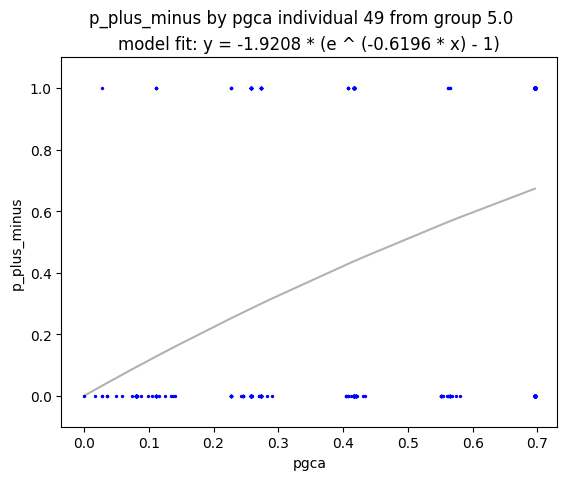 p_plus_minus by pgca individual 49 from group 5.0
model fit: y = -1.9208 * (e ^ (-0.6196 * x) - 1)
1.0
0.8
0.6
0.4
0.2
0.0
p_plus_minus
0.0 0.1 0.2 0.3 0.4 0.5 0.6 0.7
pgca